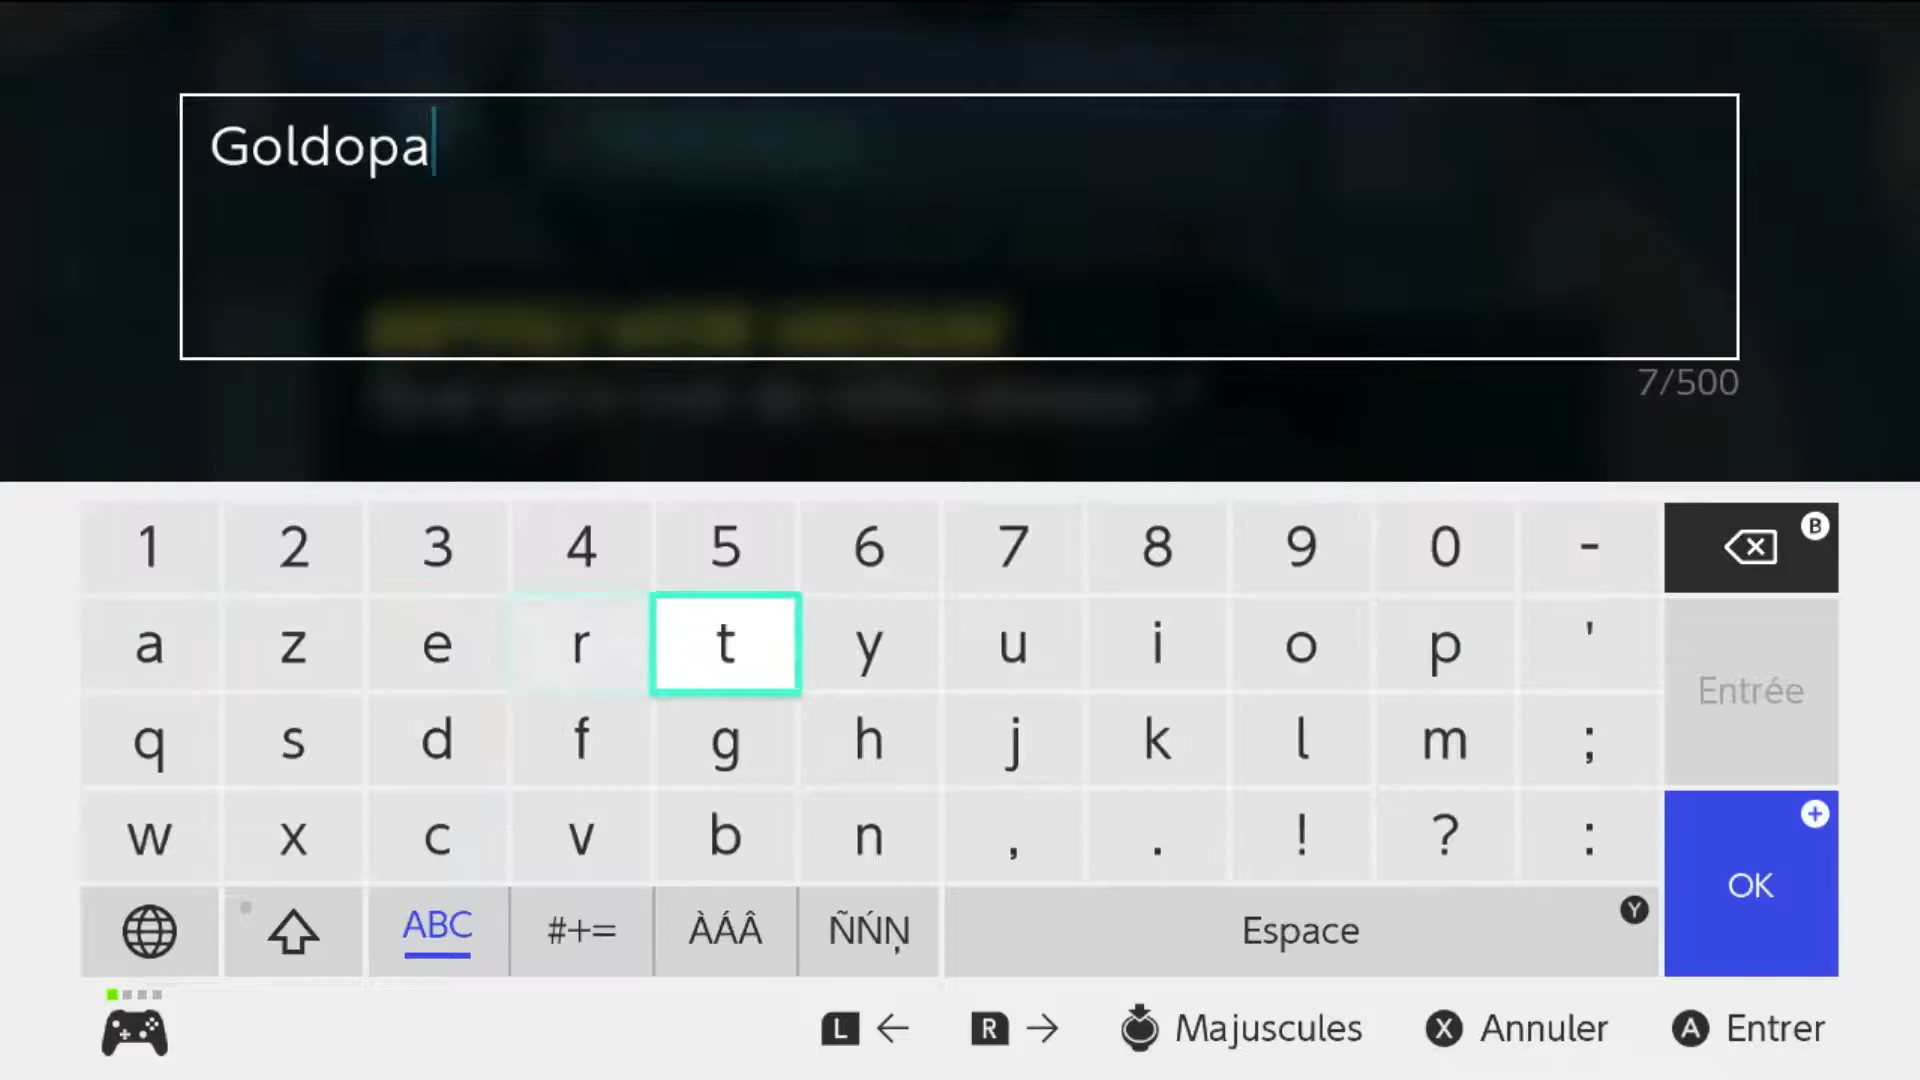 Goldopa
7/500
1 2 3 4 5 6 7 8 9 0 - B
a z e r t y u i o p '
Entrée
q s d f g h j k l m ;
w x c v b n , . ! ? :
+
OK
ABC #+= ÀÁÂ ÑŃŅ Espace Y
L ← R → Majuscules X Annuler A Entrer